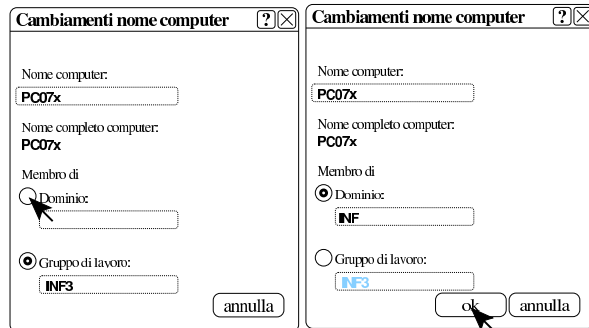 Cambiamenti nome computer ?
Nome computer:
PC07x
Nome completo computer:
PC07x
Membro di
Dominio:
Gruppo di lavoro:
INF3
annulla
Cambiamenti nome computer ?
Nome computer:
PC07x
Nome completo computer:
PC07x
Membro di
Dominio:
INF
Gruppo di lavoro:
INF3
ok annulla